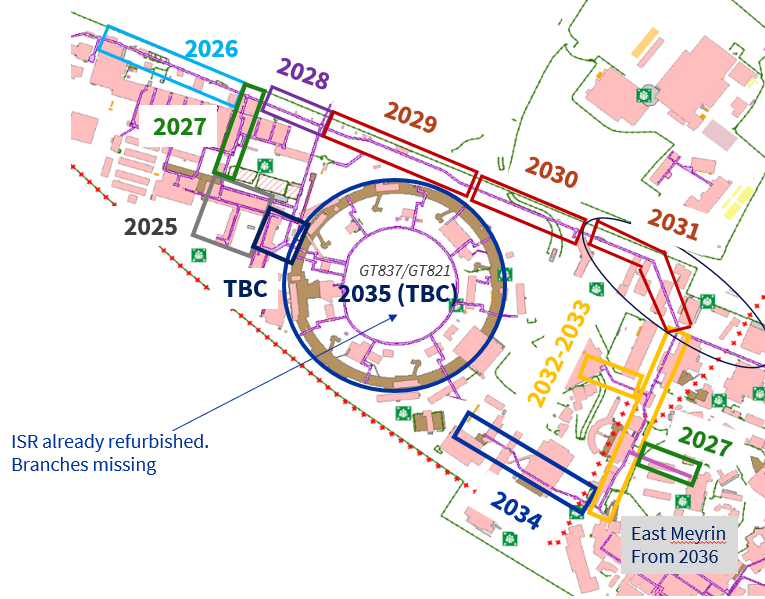 2026
2028
2027
2029
2030
2031
2025
TBC
GT837/GT821
2035 (TBC)
2032-2033
ISR already refurbished.
Branches missing
2027
2034
East Meyrin
From 2036